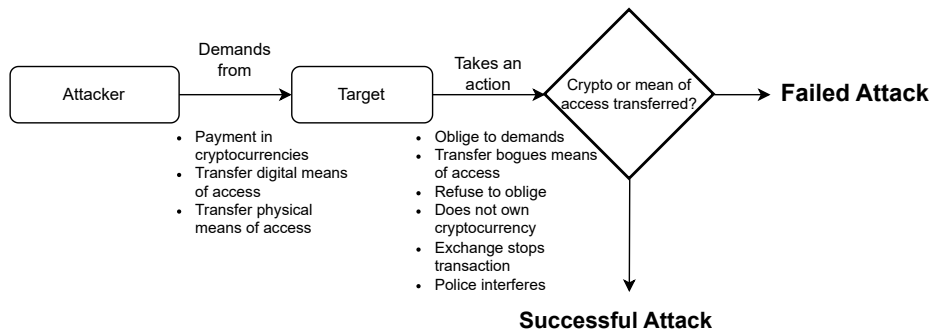 Demands
from
Attacker
• Payment in
cryptocurrencies
• Transfer digital means
of access
• Transfer physical
means of access
Target
Takes an
action
• Oblige to demands
• Transfer bogues means
of access
• Refuse to oblige
• Does not own
cryptocurrency
• Exchange stops
transaction
• Police interferes
Crypto or mean of
access transferred?
Failed Attack
Successful Attack